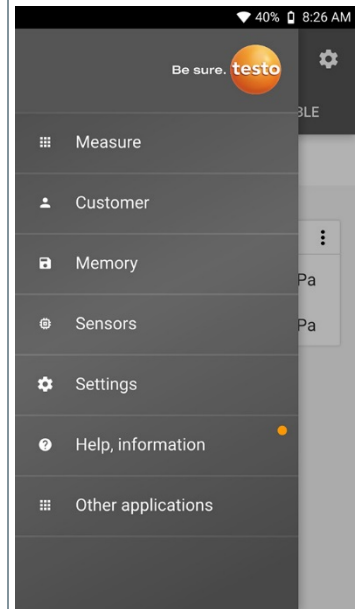 40% 8:26 AM
Be sure. testo
BLE
Measure
Customer
Memory
Pa
Sensors
Pa
Settings
Help, information
Other applications